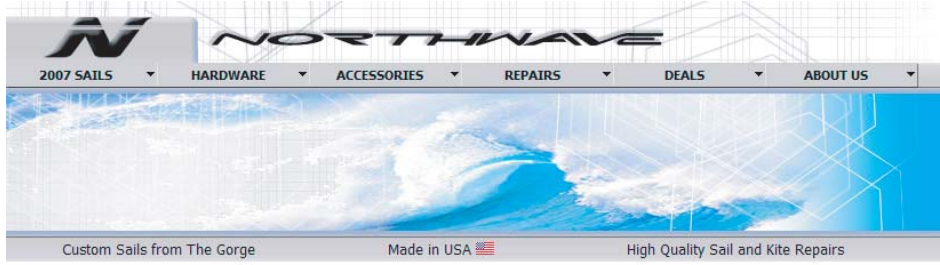 N NORTHWAVE
2007 SAILS HARDWARE ACCESSORIES REPAIRS DEALS ABOUT US
Custom Sails from The Gorge Made in USA High Quality Sail and Kite Repairs